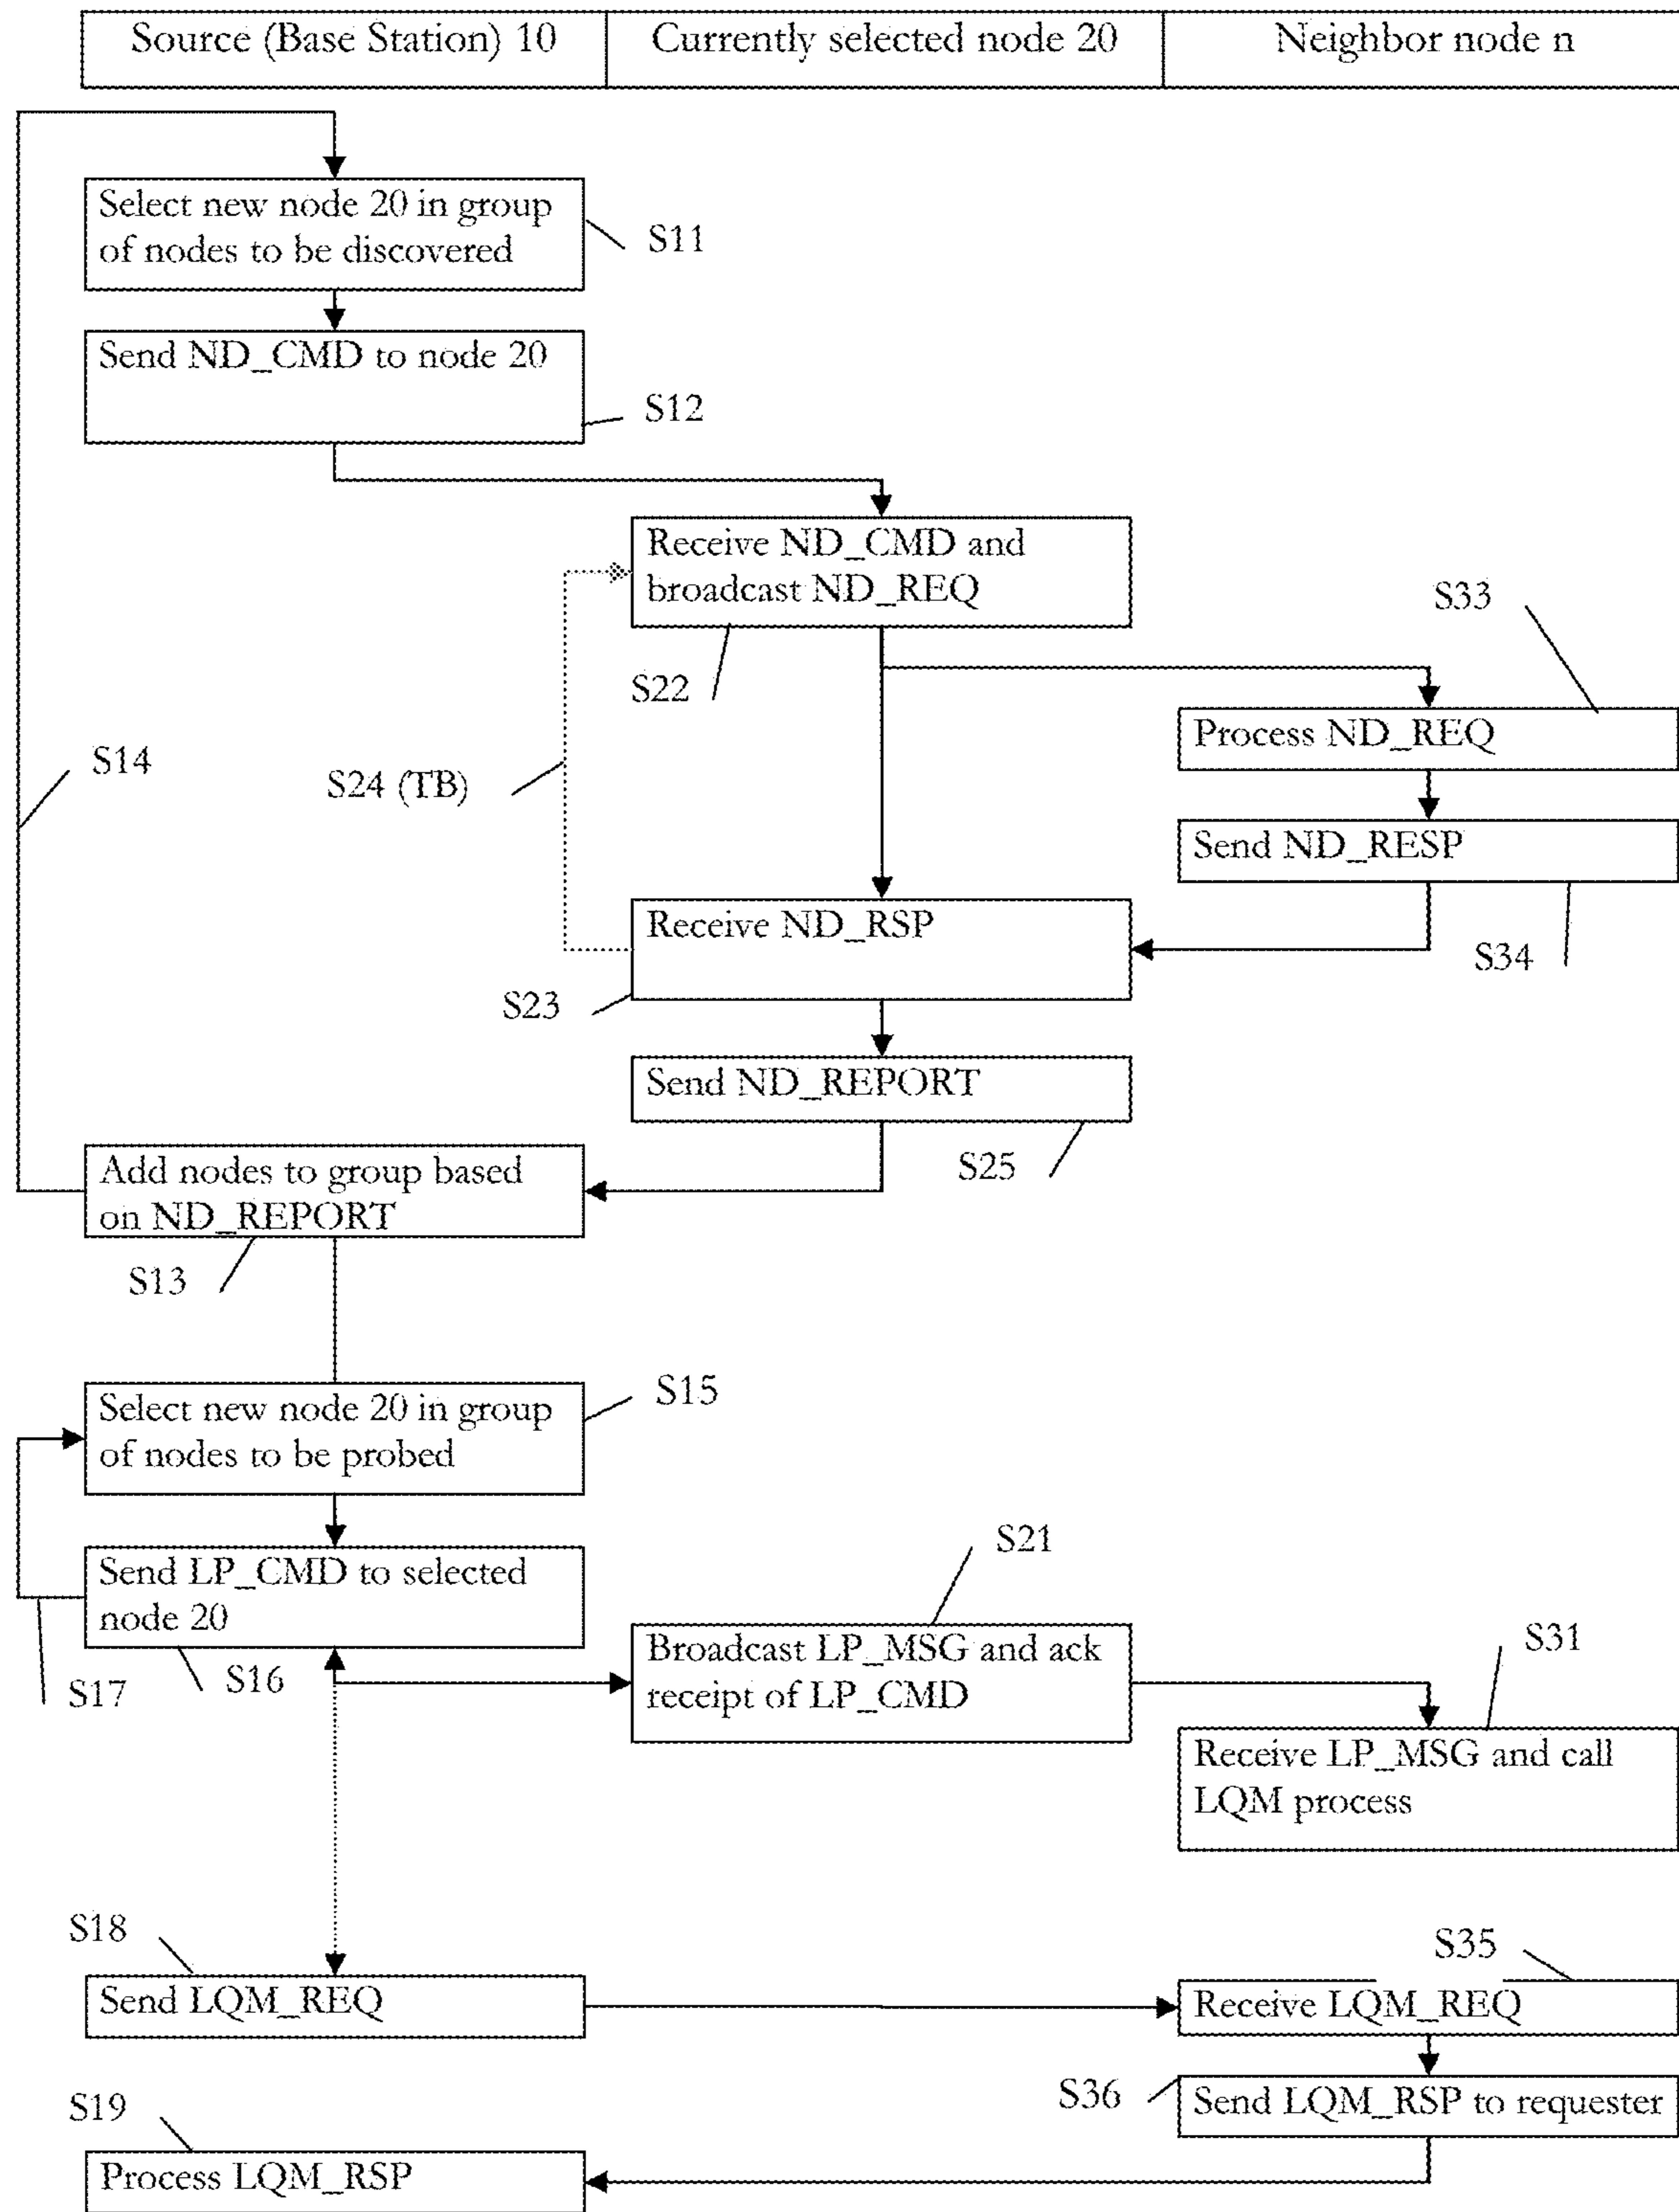 Source (Base Station) 10
Currently selected node 20
Neighbor node n
Select new node 20 in group
of nodes to be discovered
S11
Send ND_CMD to node 20
S12
Receive ND_CMD and
broadcast ND_REQ
S33
S22
Process ND_REQ
S14
S24 (TB)
Send ND_RESP
Receive ND_RSP
S34
S23
Send ND_REPORT
S25
Add nodes to group based
on ND_REPORT
S13
S15
Select new node 20 in group
of nodes to be probed
S21
Send LP_CMD to selected
node 20
S31
Broadcast LP_MSG and ack
receipt of LP_CMD
S17
S16
Receive LP_MSG and call
LQM process
S18
S35
Send LQM_REQ
Receive LQM_REQ
S36
Send LQM_RSP to requester
S19
Process LQM_RSP